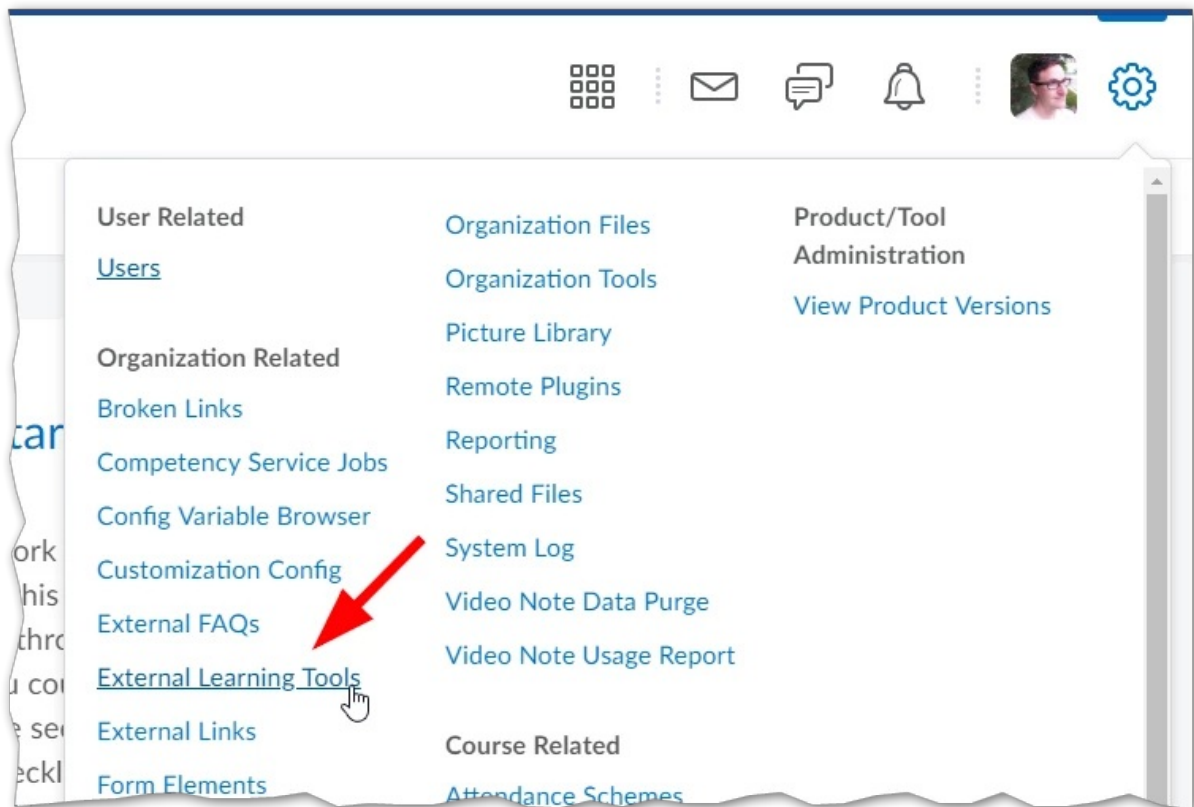 User Related
Users
Organization Related
Broken Links
Competency Service Jobs
Config Variable Browser
Customization Config
External FAQs
External Learning Tools
External Links
Form Elements
Organization Files
Organization Tools
Picture Library
Remote Plugins
Reporting
Shared Files
System Log
Video Note Data Purge
Video Note Usage Report
Course Related
Attendance Schemes
Product/Tool
Administration
View Product Versions